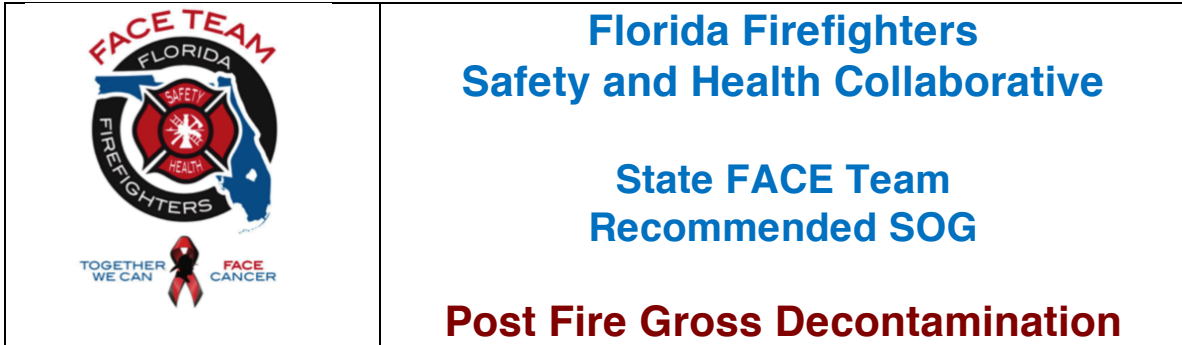 FACE TEAM
FLORIDA
SAFETY
HEALTH
FIREFIGHTERS
TOGETHER
WE CAN
FACE
CANCER
Florida Firefighters
Safety and Health Collaborative
State FACE Team
Recommended SOG
Post Fire Gross Decontamination